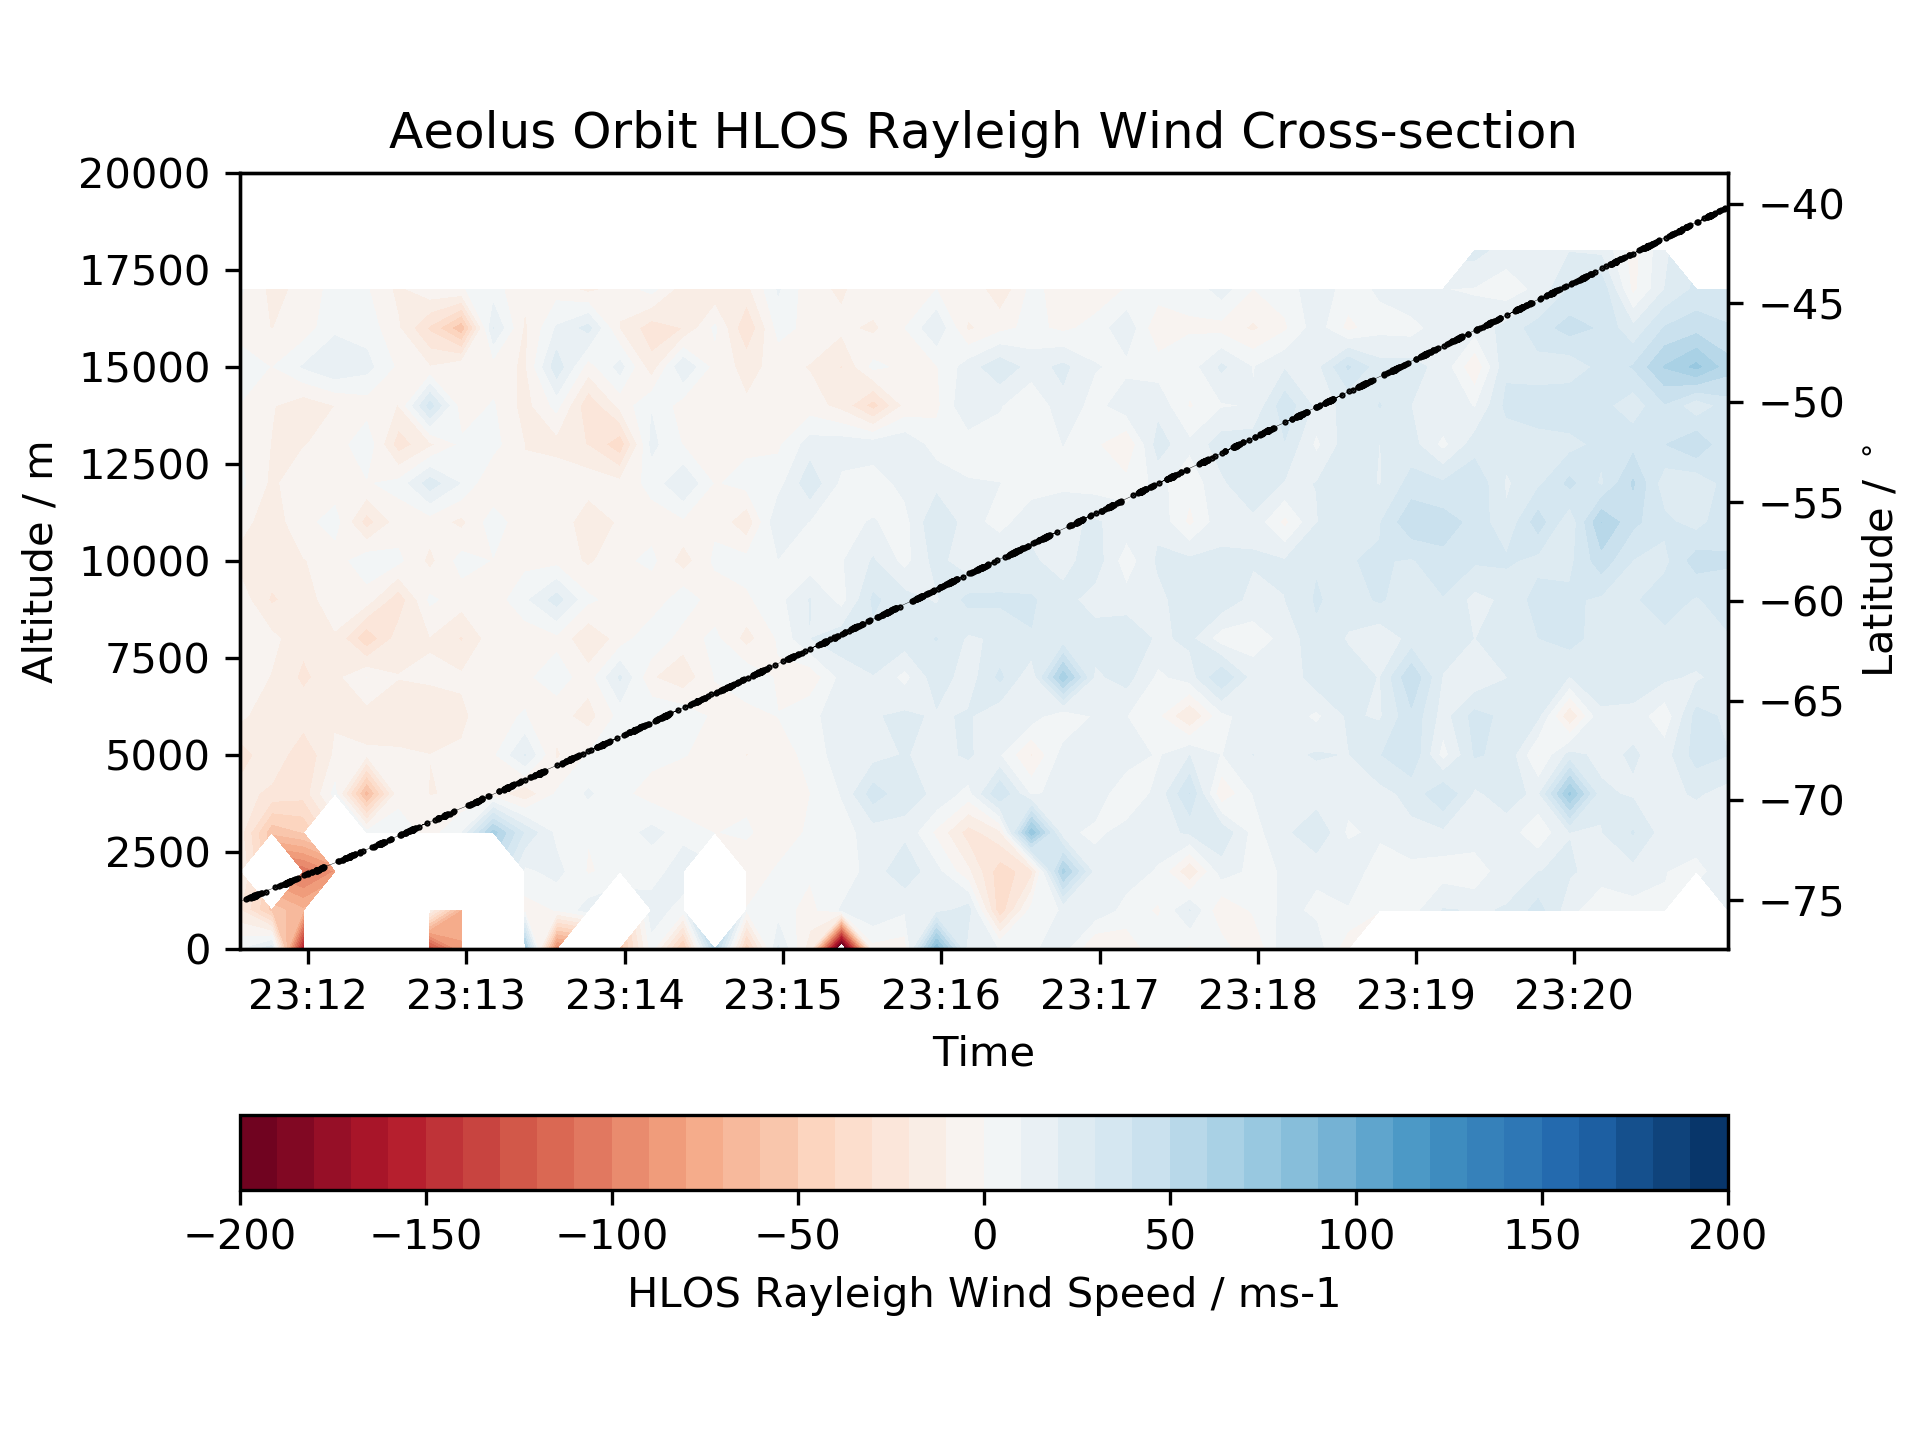 Aeolus Orbit HLOS Rayleigh Wind Cross-section
20000
17500
15000
12500
10000
7500
5000
2500
0
Altitude / m
−40
−45
−50
−55
−60
−65
−70
−75
Latitude / °
23:12 23:13 23:14 23:15 23:16 23:17 23:18 23:19 23:20
Time
−200 −150 −100 −50 0 50 100 150 200
HLOS Rayleigh Wind Speed / ms-1